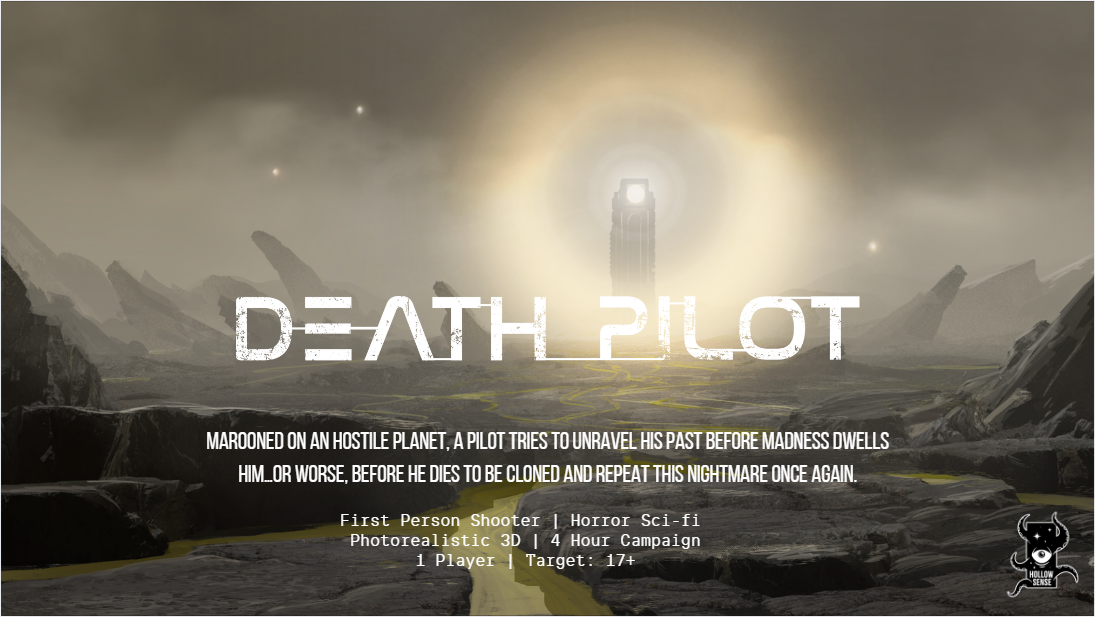 DEATH PILOT
MAROONED ON AN HOSTILE PLANET, A PILOT TRIES TO UNRAVEL HIS PAST BEFORE MADNESS DWELLS
HIM...OR WORSE, BEFORE HE DIES TO BE CLONED AND REPEAT THIS NIGHTMARE ONCE AGAIN.
First Person Shooter | Horror Sci-fi
Photorealistic 3D | 4 Hour Campaign
1 Player | Target: 17+
HOLLOW
SENSE